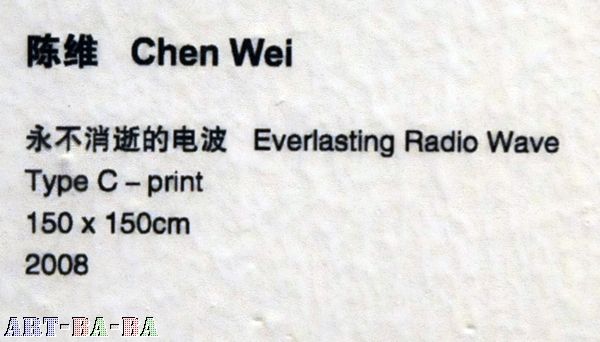 陈维 Chen Wei
永不消逝的电波 Everlasting Radio Wave
Type C – print
150 x 150cm
2008
ART-BA-BA